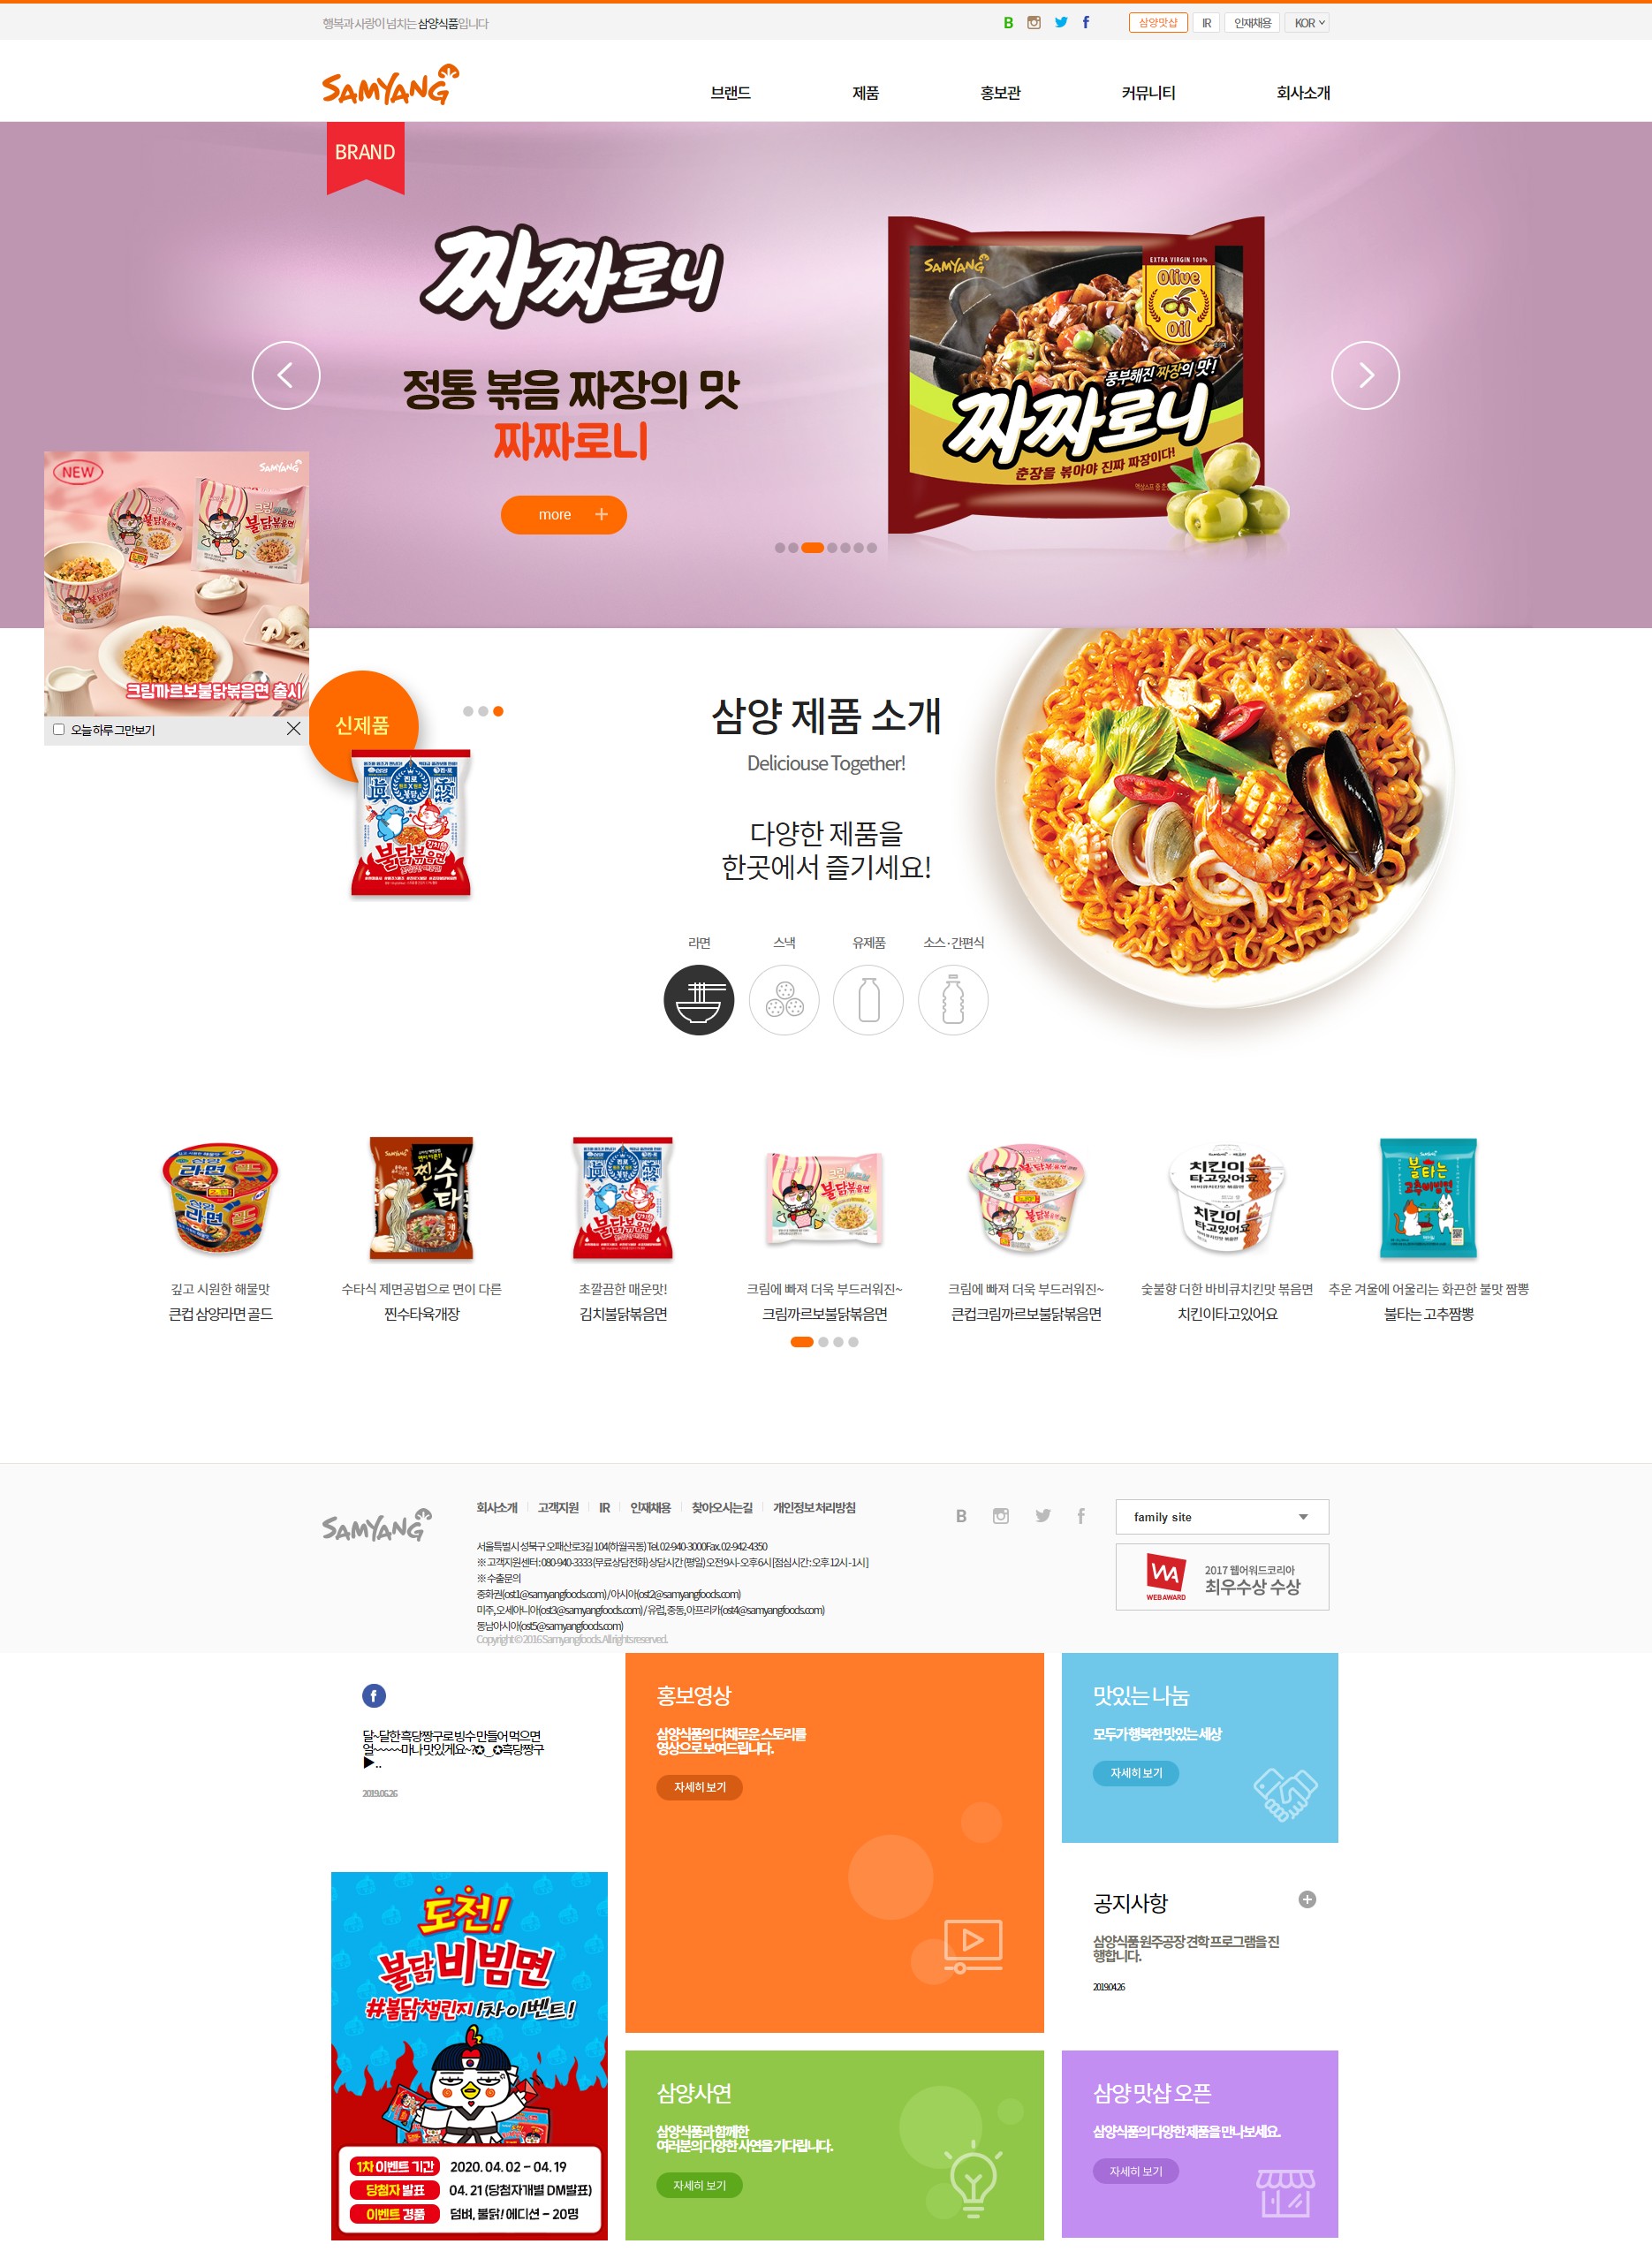 행복과 사랑이 넘치는 삼양식품입니다
B
삼양맛샵
IR
인재채용
KOR
SAMYANG
브랜드
제품
홍보관
커뮤니티
회사소개
BRAND
짜짜로니
정통 볶음 짜장의 맛
짜짜로니
more +
SAMYANG
EXTRA VIRGIN 100%
Olive
Oil
풍부해진 짜장의 맛!
짜짜로니
춘장을 볶아야 진짜 짜장이다!
NEW
SAMYANG
크림까르보불닭볶음면 출시
오늘하루그만보기
신제품
불닭볶음면
삼양 제품 소개
Deliciouse Together!
다양한 제품을
한곳에서 즐기세요!
라면
스낵
유제품
소스·간편식
깊고 시원한 해물맛
큰컵 삼양라면 골드
수타식 제면공법으로 면이 다른
찐수타육개장
초깔끔한 매운맛!
김치불닭볶음면
크림에 빠져 더욱 부드러워진~
크림까르보불닭볶음면
크림에 빠져 더욱 부드러워진~
큰컵크림까르보불닭볶음면
숯불향 더한 바비큐치킨맛 볶음면
치킨이타고있어요
추운 겨울에 어울리는 화끈한 불맛 짬뽕
불타는 고추짬뽕
SAMYANG
회사소개
고객지원
IR
인재채용
찾아오시는길
개인정보 처리방침
서울특별시 성북구 오패산로3길 104(하월곡동) Tel. 02-940-3000Fax. 02-942-4350
※ 고객지원센터 : 080-940-3333 (무료상담전화) 상담시간 (평일) 오전 9시 - 오후 6시 [점심시간 : 오후 12시 - 1시]
※ 수출문의
중화권(ost1@samyangfoods.com) / 아시아(ost2@samyangfoods.com)
미주, 오세아니아(ost3@samyangfoods.com) / 유럽, 중동, 아프리카(ost4@samyangfoods.com)
동남아시아(ost5@samyangfoods.com)
Copyright © 2016 Samyangfoods. All rights reserved.
B
family site
WA
WEBAWARD
2017 웹어워드코리아
최우수상 수상
달~달한 흑당짱구로 빙수 만들어 먹으면
얼~~~~~마나 맛있게요~?✪‿✪흑당짱구
▶..
2019.06.26
홍보영상
삼양식품의 다채로운 스토리를
영상으로 보여드립니다.
자세히 보기
맛있는 나눔
모두가 행복한 맛있는 세상
자세히 보기
공지사항
삼양식품 원주공장 견학 프로그램을 진
행합니다.
2019.04.26
도전!
불닭비빔면
#불닭챌린지 1차 이벤트!
1차 이벤트 기간
2020. 04. 02 - 04. 19
당첨자 발표
04. 21 (당첨자개별 DM발표)
이벤트 경품
덤벼, 불닭! 에디션 - 20명
삼양사연
삼양식품과 함께한
여러분의 다양한 사연을 기다립니다.
자세히 보기
삼양 맛샵 오픈
삼양식품의 다양한 제품을 만나보세요.
자세히 보기